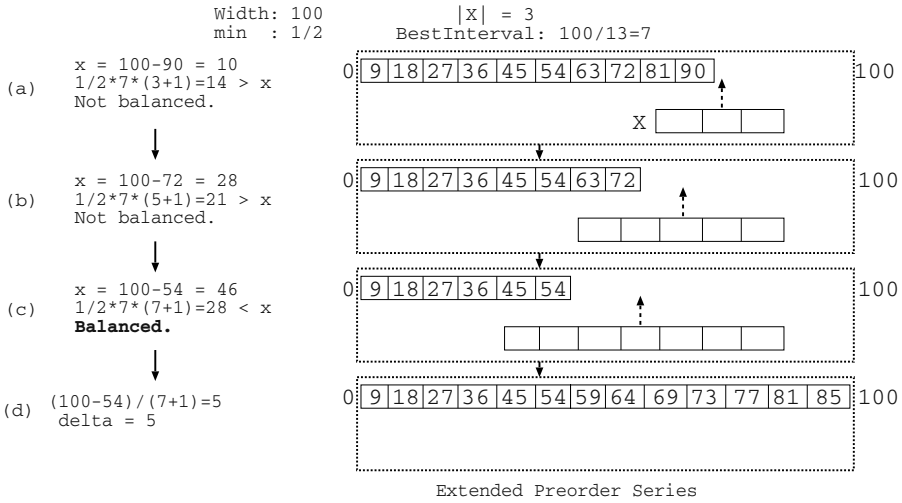 Width: 100 |X| = 3
min : 1/2 BestInterval: 100/13=7
(a)
x = 100-90 = 10
1/2*7*(3+1)=14 > x
Not balanced.
0 9 18 27 36 45 54 63 72 81 90 100
X
(b)
x = 100-72 = 28
1/2*7*(5+1)=21 > x
Not balanced.
0 9 18 27 36 45 54 63 72 100
(c)
x = 100-54 = 46
1/2*7*(7+1)=28 < x
Balanced.
0 9 18 27 36 45 54 100
(d)
(100-54)/(7+1)=5
delta = 5
0 9 18 27 36 45 54 59 64 69 73 77 81 85 100
Extended Preorder Series